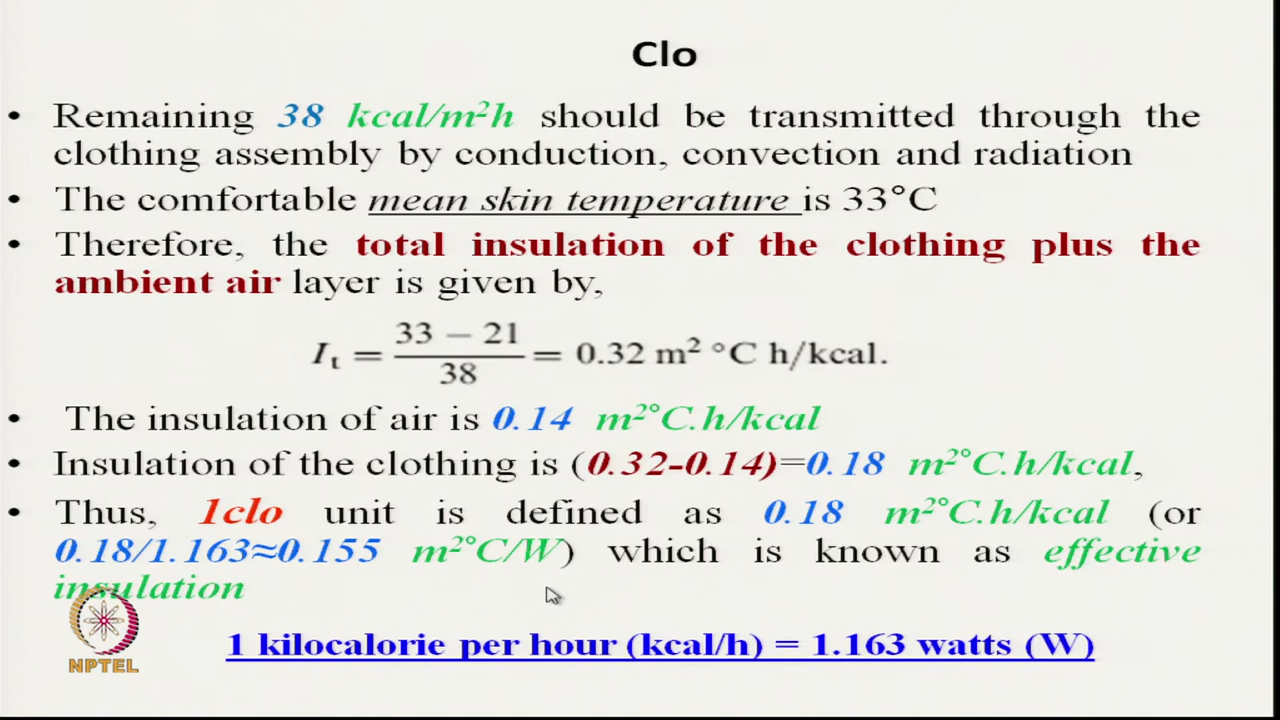 Clo
• Remaining 38 kcal/m²h should be transmitted through the
clothing assembly by conduction, convection and radiation
• The comfortable mean skin temperature is 33°C
• Therefore, the total insulation of the clothing plus the
ambient air layer is given by,
I_t = (33 − 21)/38 = 0.32 m² °C h/kcal.
• The insulation of air is 0.14 m²°C.h/kcal
• Insulation of the clothing is (0.32-0.14)=0.18 m²°C.h/kcal,
• Thus, 1clo unit is defined as 0.18 m²°C.h/kcal (or
0.18/1.163≈0.155 m²°C/W) which is known as effective
insulation
1 kilocalorie per hour (kcal/h) = 1.163 watts (W)
NPTEL